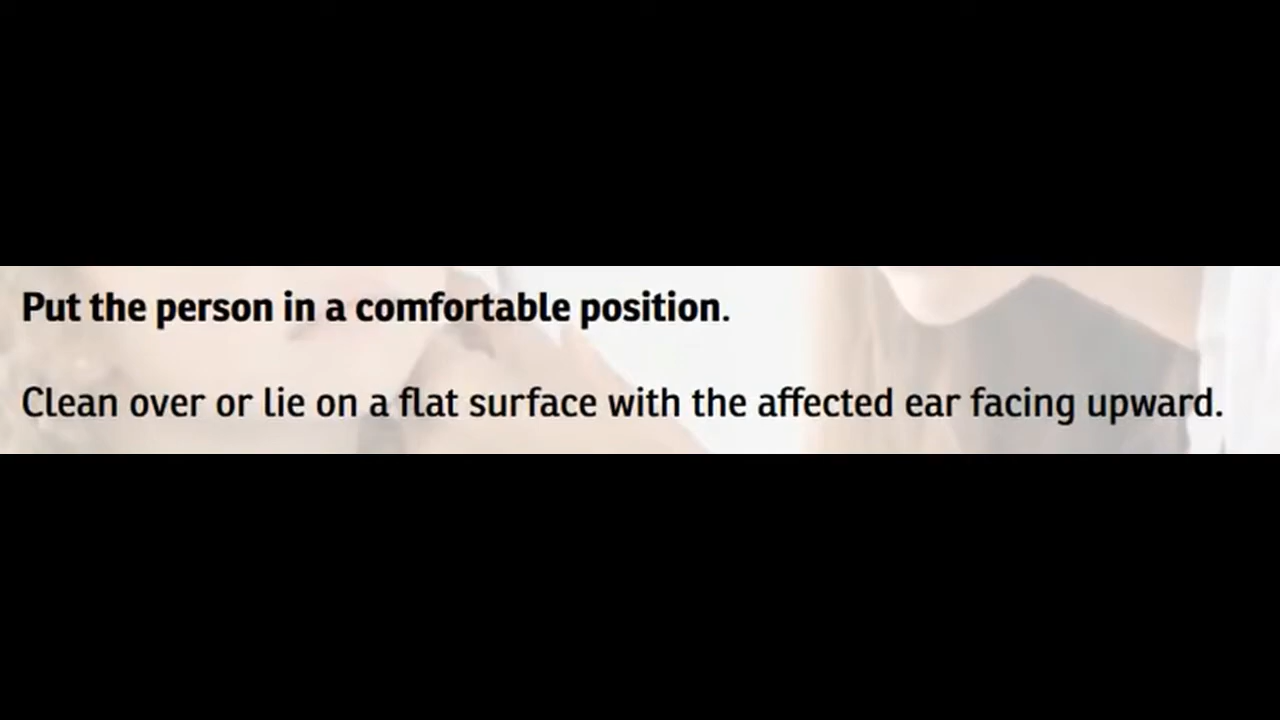 Put the person in a comfortable position.
Clean over or lie on a flat surface with the affected ear facing upward.